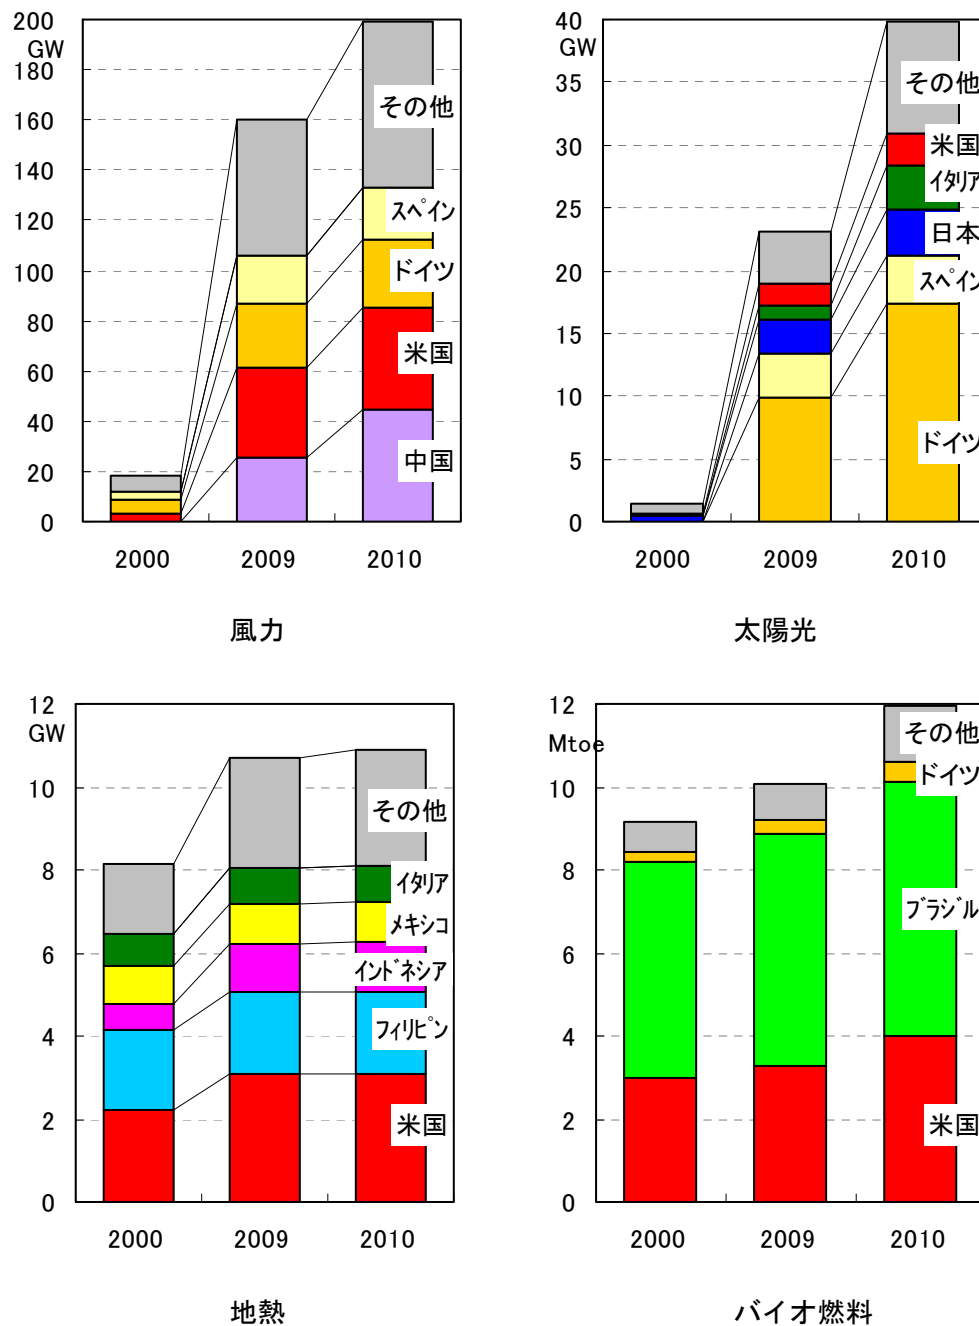 200
GW
180
160
140
120
100
80
60
40
20
0
その他
スペイン
ドイツ
米国
中国
2000 2009 2010
風力
40
GW
35
30
25
20
15
10
5
0
その他
米国
イタリア
日本
スペイン
ドイツ
2000 2009 2010
太陽光
12
GW
10
8
6
4
2
0
その他
イタリア
メキシコ
インドネシア
フィリピン
米国
2000 2009 2010
地熱
12
Mtoe
10
8
6
4
2
0
その他
ドイツ
ブラジル
米国
2000 2009 2010
バイオ燃料